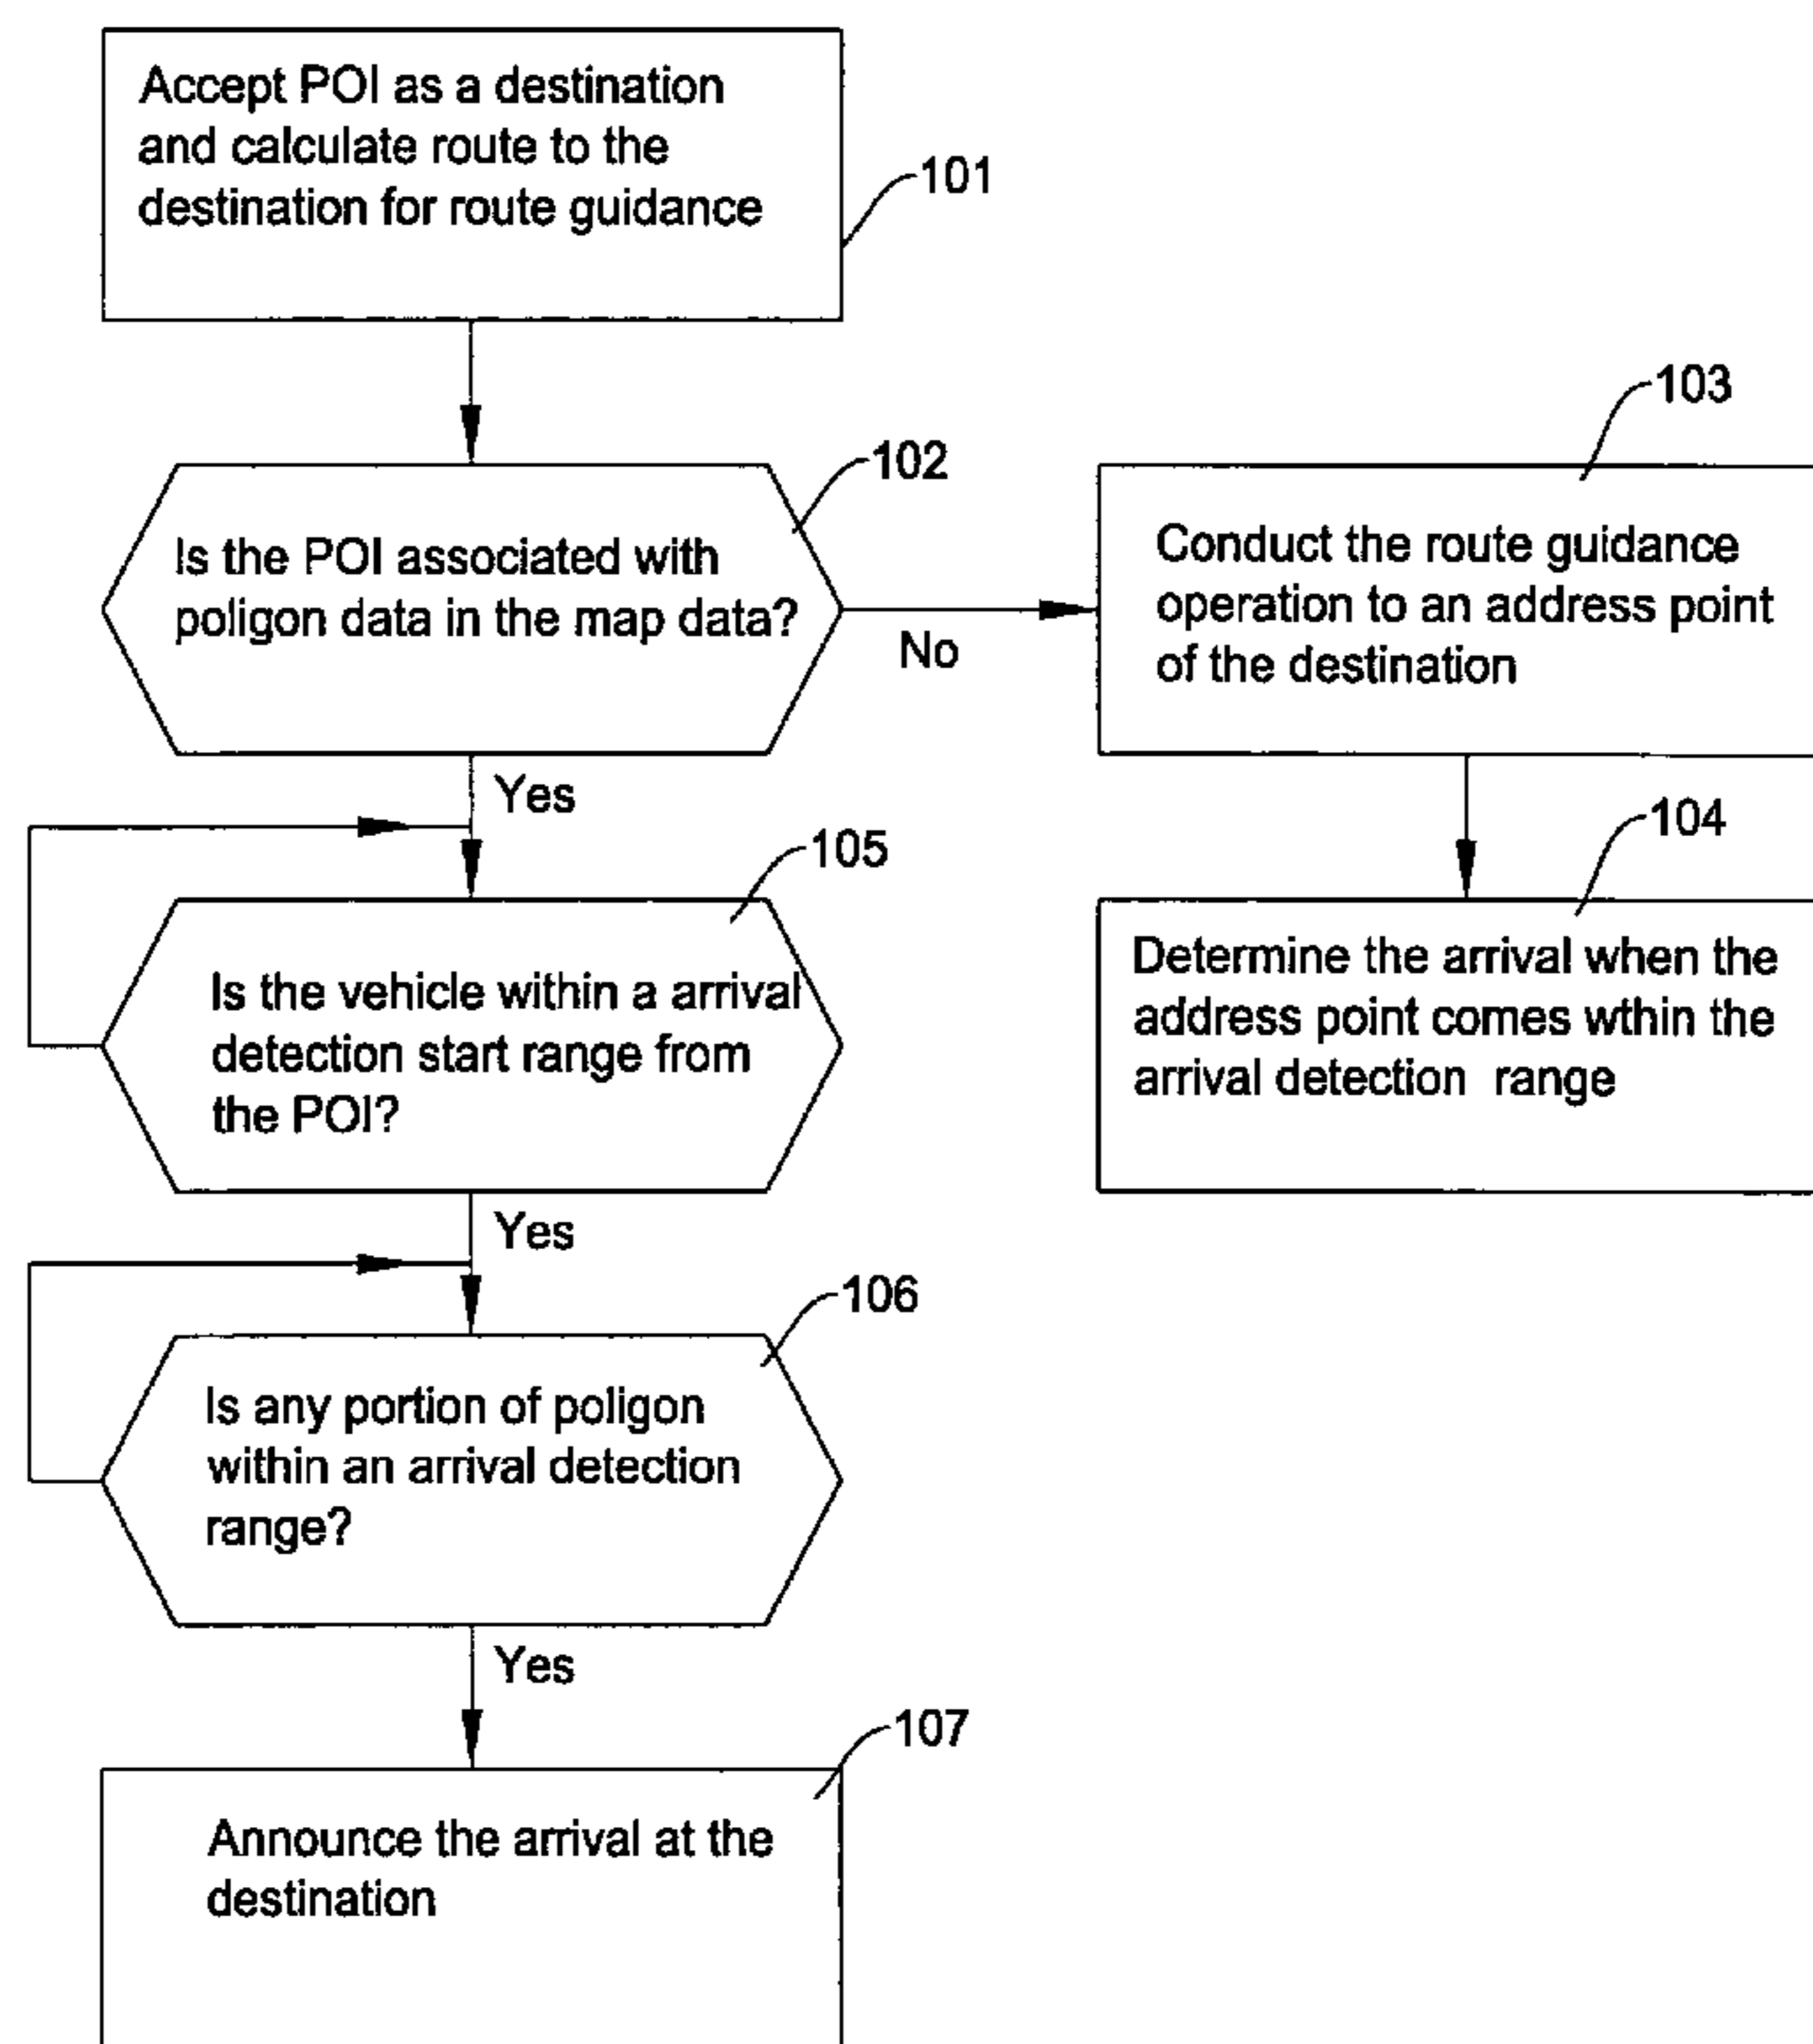 Accept POI as a destination
and calculate route to the
destination for route guidance
101
102
Is the POI associated with
poligon data in the map data?
No
103
Conduct the route guidance
operation to an address point
of the destination
Yes
104
Determine the arrival when the
address point comes wthin the
arrival detection range
105
Is the vehicle within a arrival
detection start range from
the POI?
Yes
106
Is any portion of poligon
within an arrival detection
range?
Yes
107
Announce the arrival at the
destination